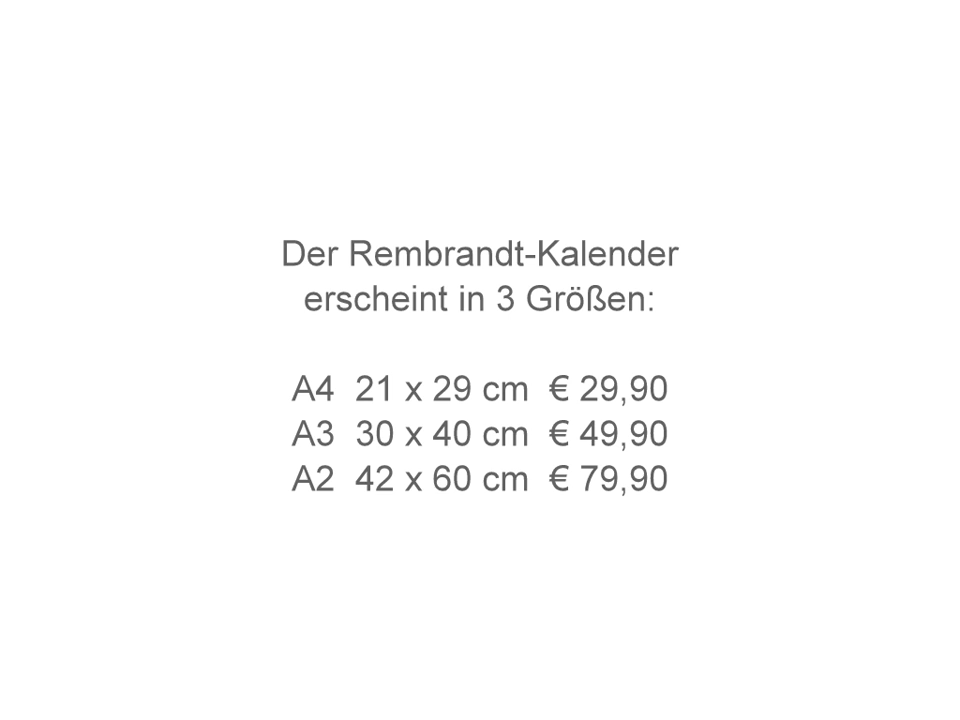 Der Rembrandt-Kalender
erscheint in 3 Größen:
A4 21 x 29 cm € 29,90
A3 30 x 40 cm € 49,90
A2 42 x 60 cm € 79,90